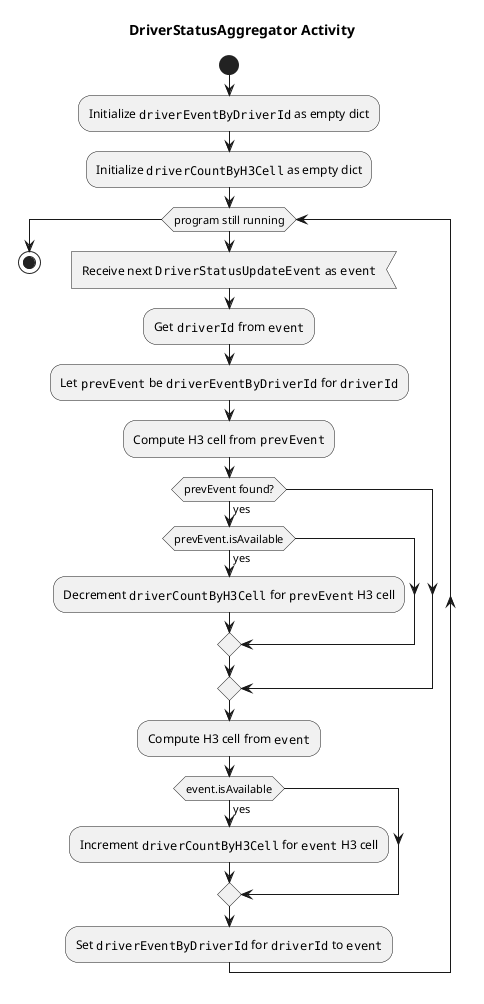 DriverStatusAggregator Activity
Initialize driverEventByDriverId as empty dict
Initialize driverCountByH3Cell as empty dict
program still running
Receive next DriverStatusUpdateEvent as event
Get driverId from event
Let prevEvent be driverEventByDriverId for driverId
Compute H3 cell from prevEvent
prevEvent found?
yes
prevEvent.isAvailable
yes
Decrement driverCountByH3Cell for prevEvent H3 cell
Compute H3 cell from event
event.isAvailable
yes
Increment driverCountByH3Cell for event H3 cell
Set driverEventByDriverId for driverId to event